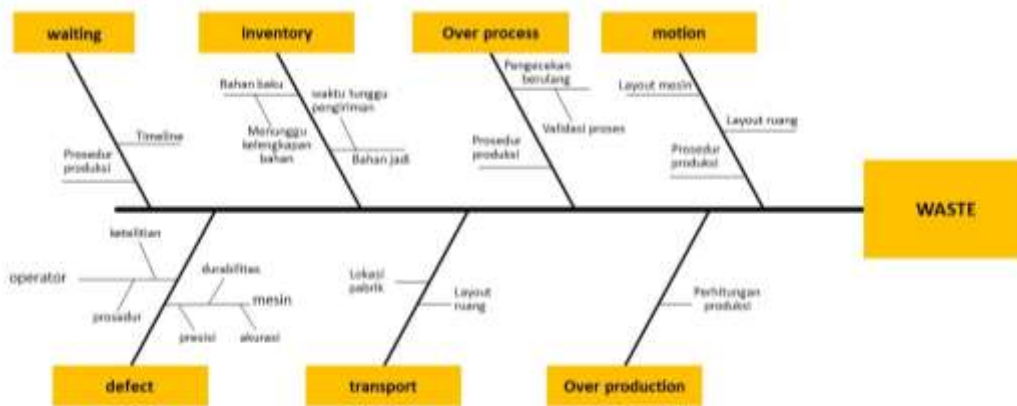 waiting
Inventory
Over process
motion
Bahan baku
waktu tunggu
pengiriman
Pengecekan
berulang
Layout mesin
Timeline
Menunggu
kelengkapan
bahan
Validasi proses
Layout ruang
Prosedur
produksi
Bahan jadi
Prosedur
produksi
Prosedur
produksi
WASTE
ketelitian
operator
durabilitas
mesin
prosedur
presisi
akurasi
Lokasi
pabrik
Layout
ruang
Perhitungan
produksi
defect
transport
Over production